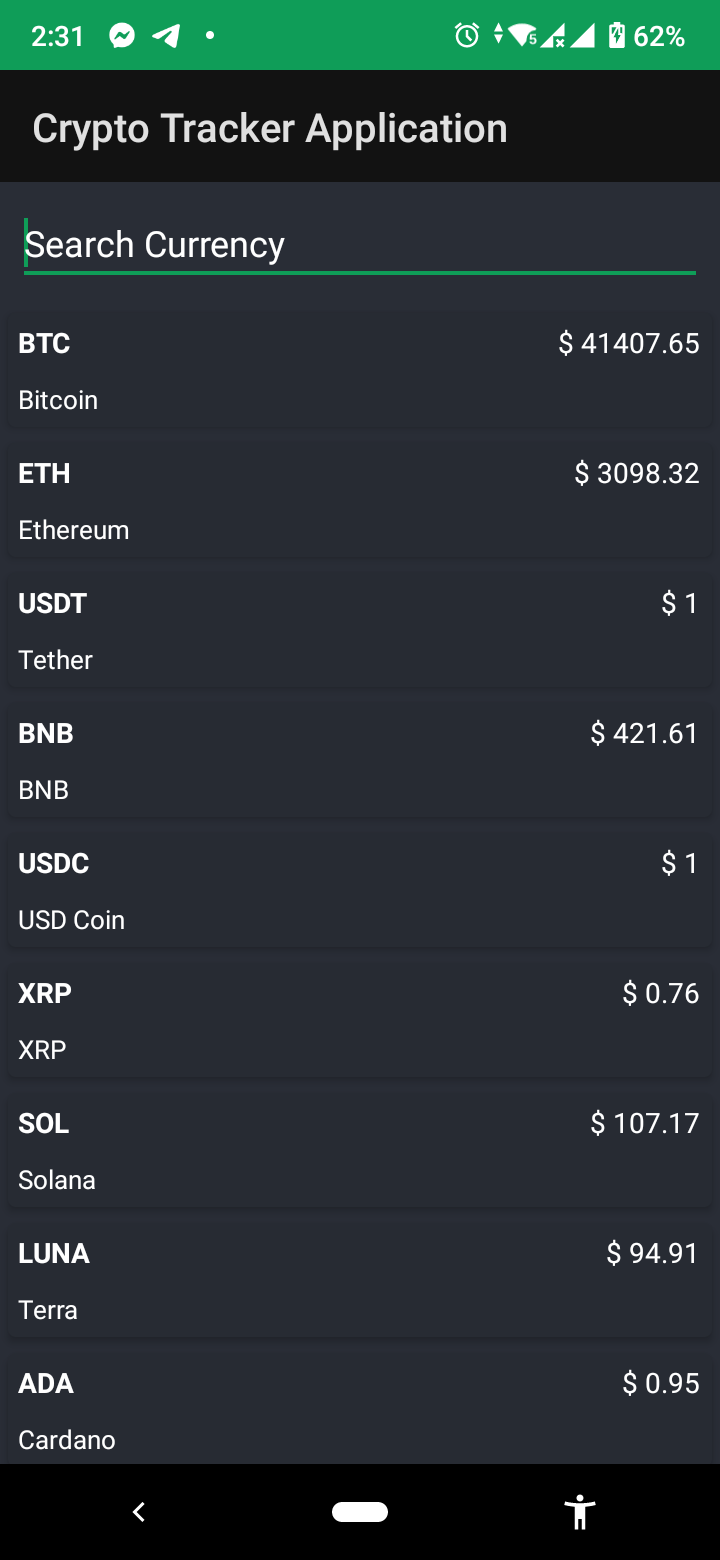 2:31 62%
Crypto Tracker Application
Search Currency
BTC $ 41407.65
Bitcoin
ETH $ 3098.32
Ethereum
USDT $ 1
Tether
BNB $ 421.61
BNB
USDC $ 1
USD Coin
XRP $ 0.76
XRP
SOL $ 107.17
Solana
LUNA $ 94.91
Terra
ADA $ 0.95
Cardano